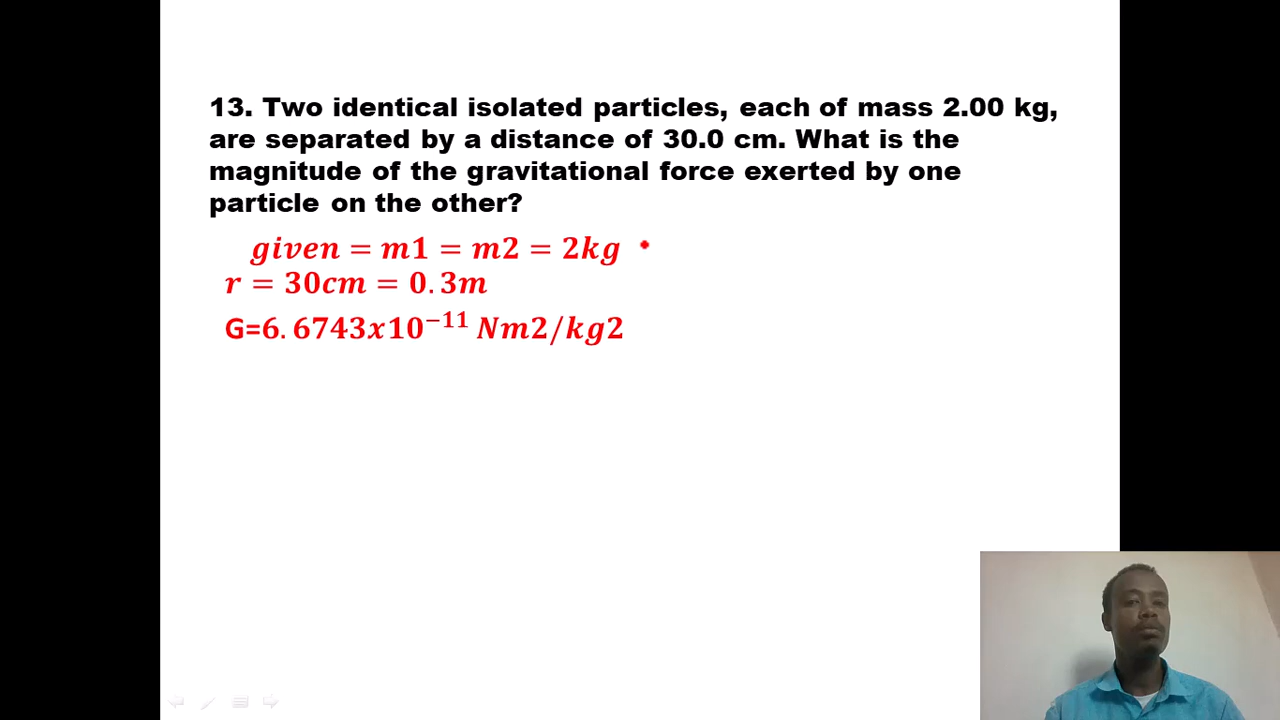 13. Two identical isolated particles, each of mass 2.00 kg,
are separated by a distance of 30.0 cm. What is the
magnitude of the gravitational force exerted by one
particle on the other?
given = m1 = m2 = 2kg
r = 30cm = 0.3m
G=6.6743x10⁻¹¹ Nm2/kg2